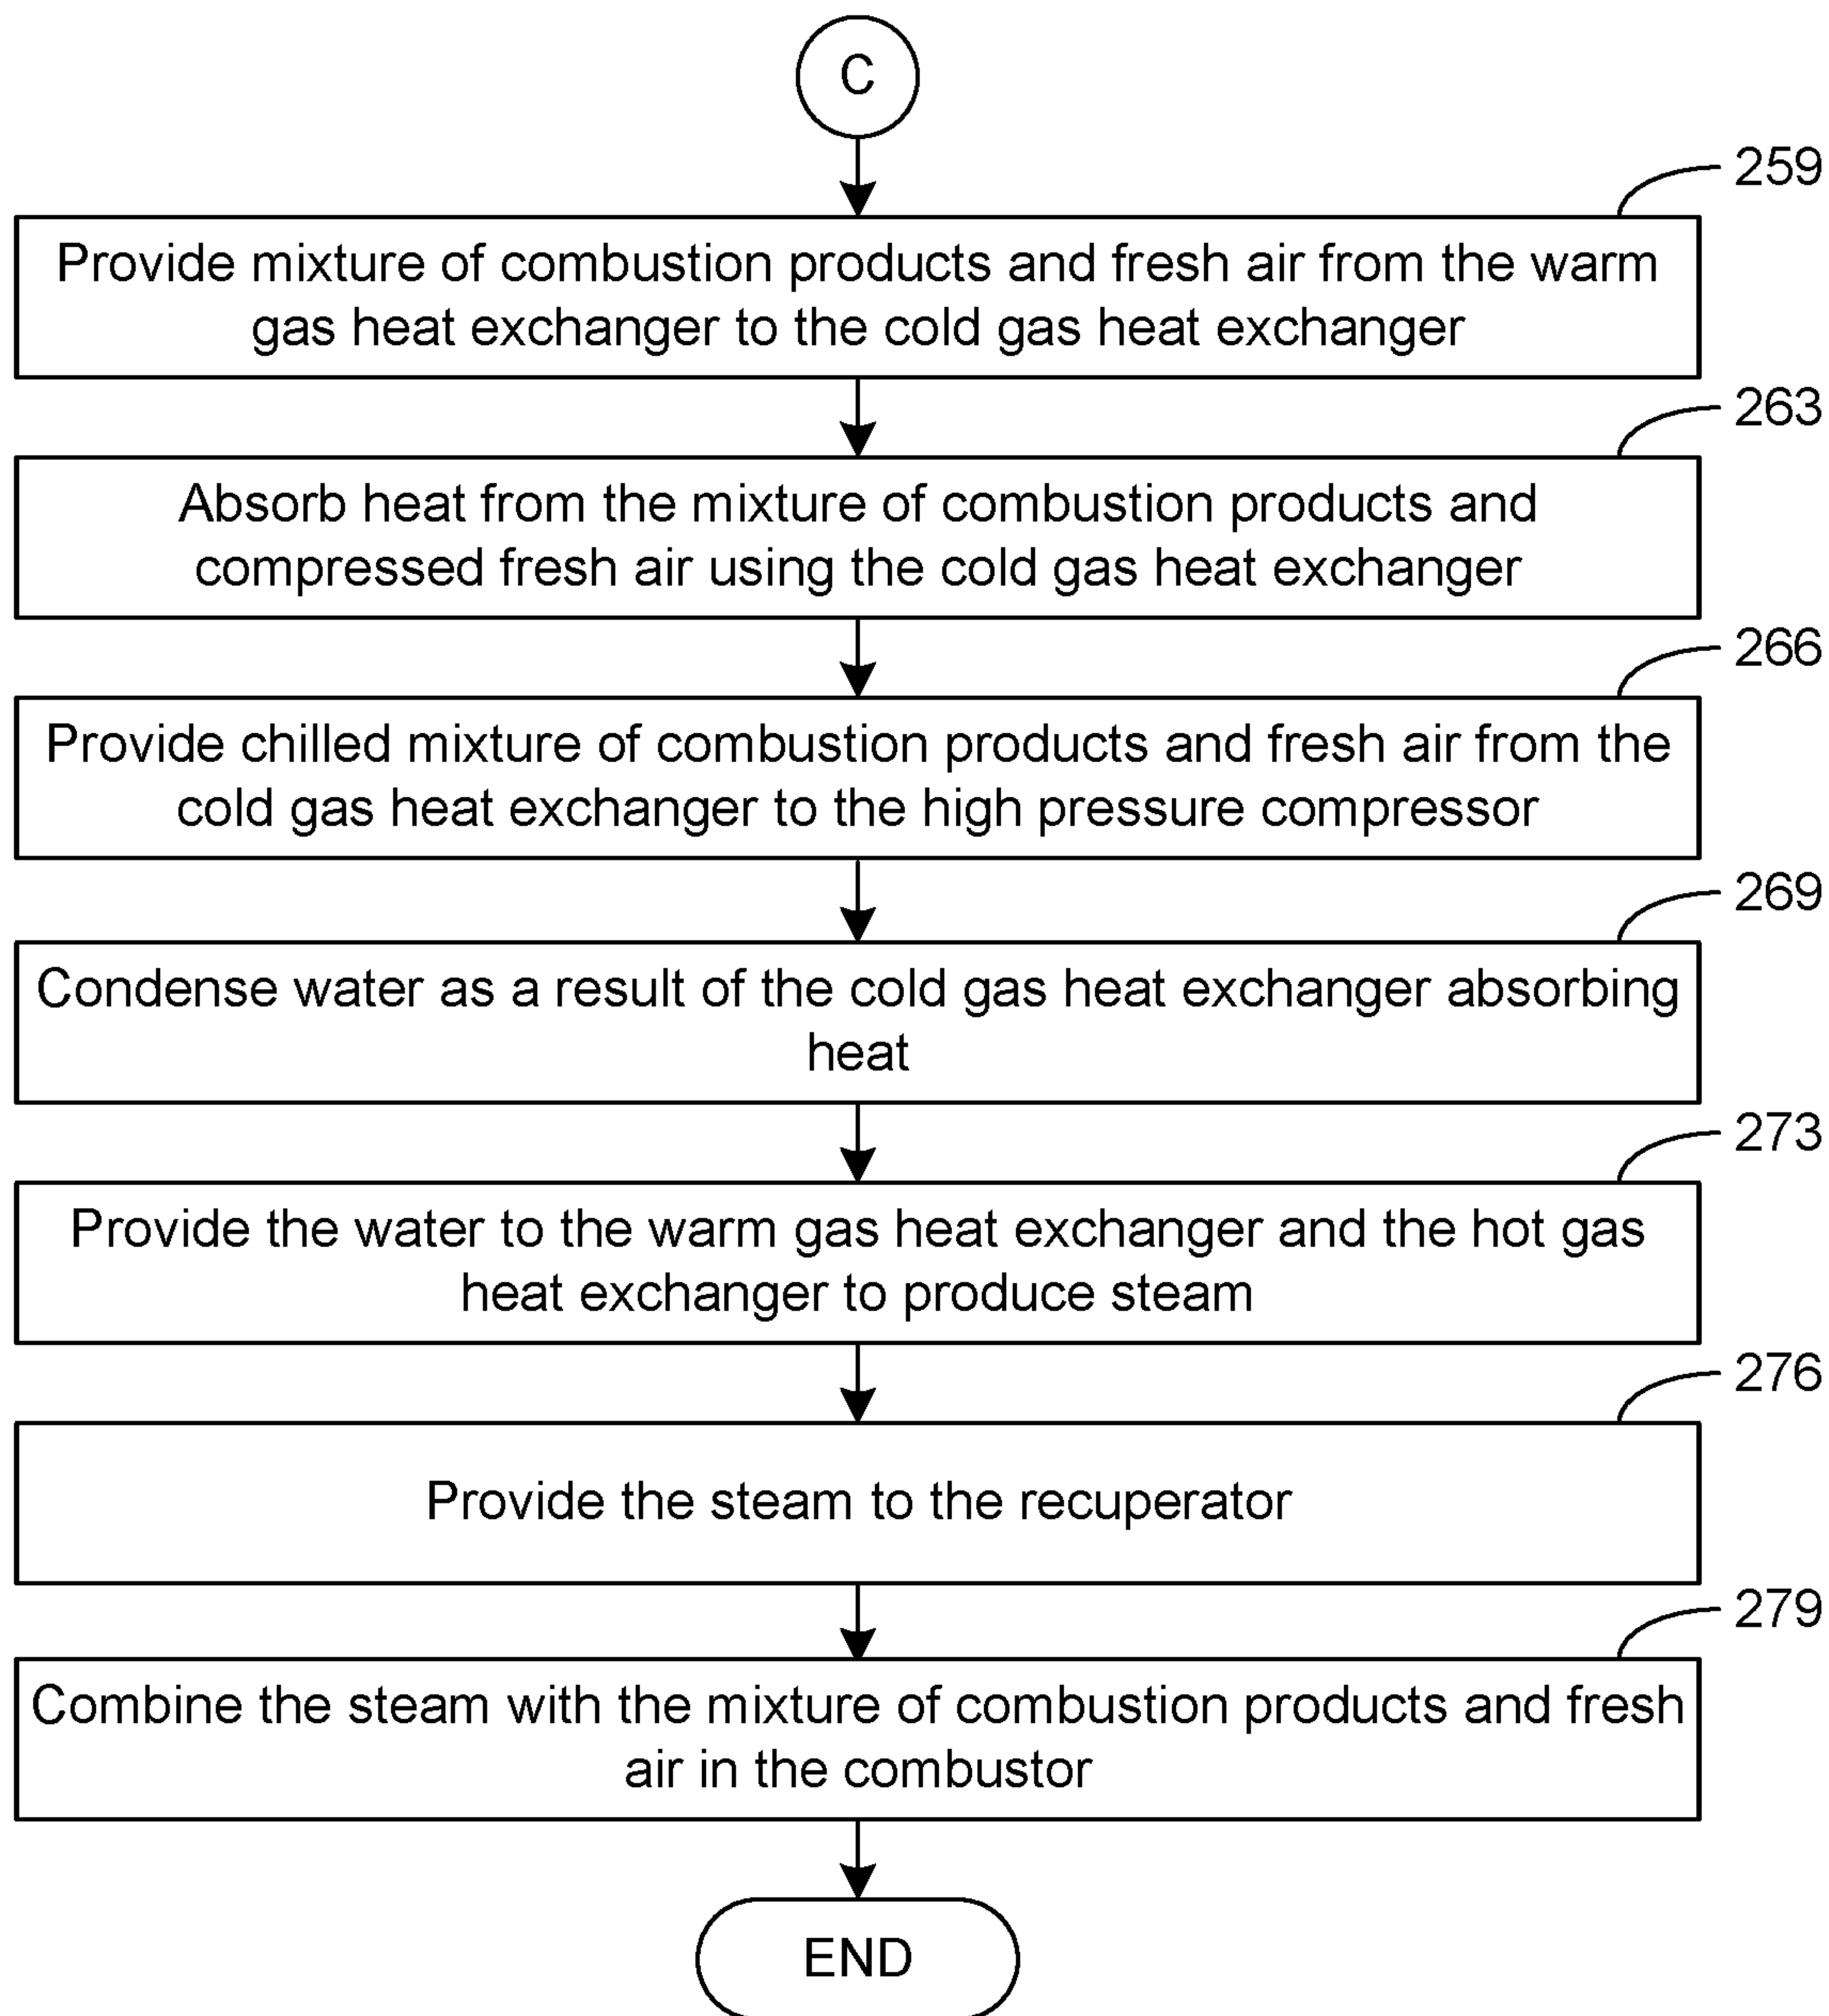 C
259
Provide mixture of combustion products and fresh air from the warm
gas heat exchanger to the cold gas heat exchanger
263
Absorb heat from the mixture of combustion products and
compressed fresh air using the cold gas heat exchanger
266
Provide chilled mixture of combustion products and fresh air from the
cold gas heat exchanger to the high pressure compressor
269
Condense water as a result of the cold gas heat exchanger absorbing
heat
273
Provide the water to the warm gas heat exchanger and the hot gas
heat exchanger to produce steam
276
Provide the steam to the recuperator
279
Combine the steam with the mixture of combustion products and fresh
air in the combustor
END